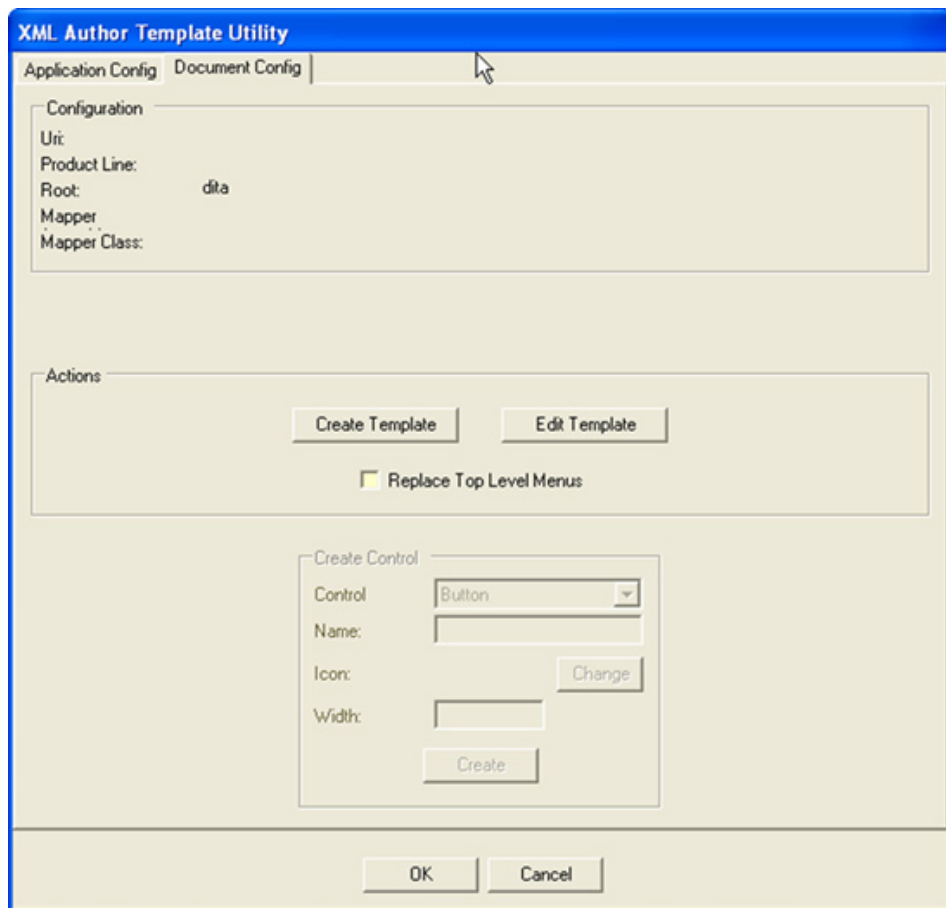 XML Author Template Utility
Application Config Document Config
Configuration
Uri:
Product Line:
Root: dita
Mapper
Mapper Class:
Actions
Create Template Edit Template
Replace Top Level Menus
Create Control
Control Button
Name:
Icon: Change
Width:
Create
OK Cancel